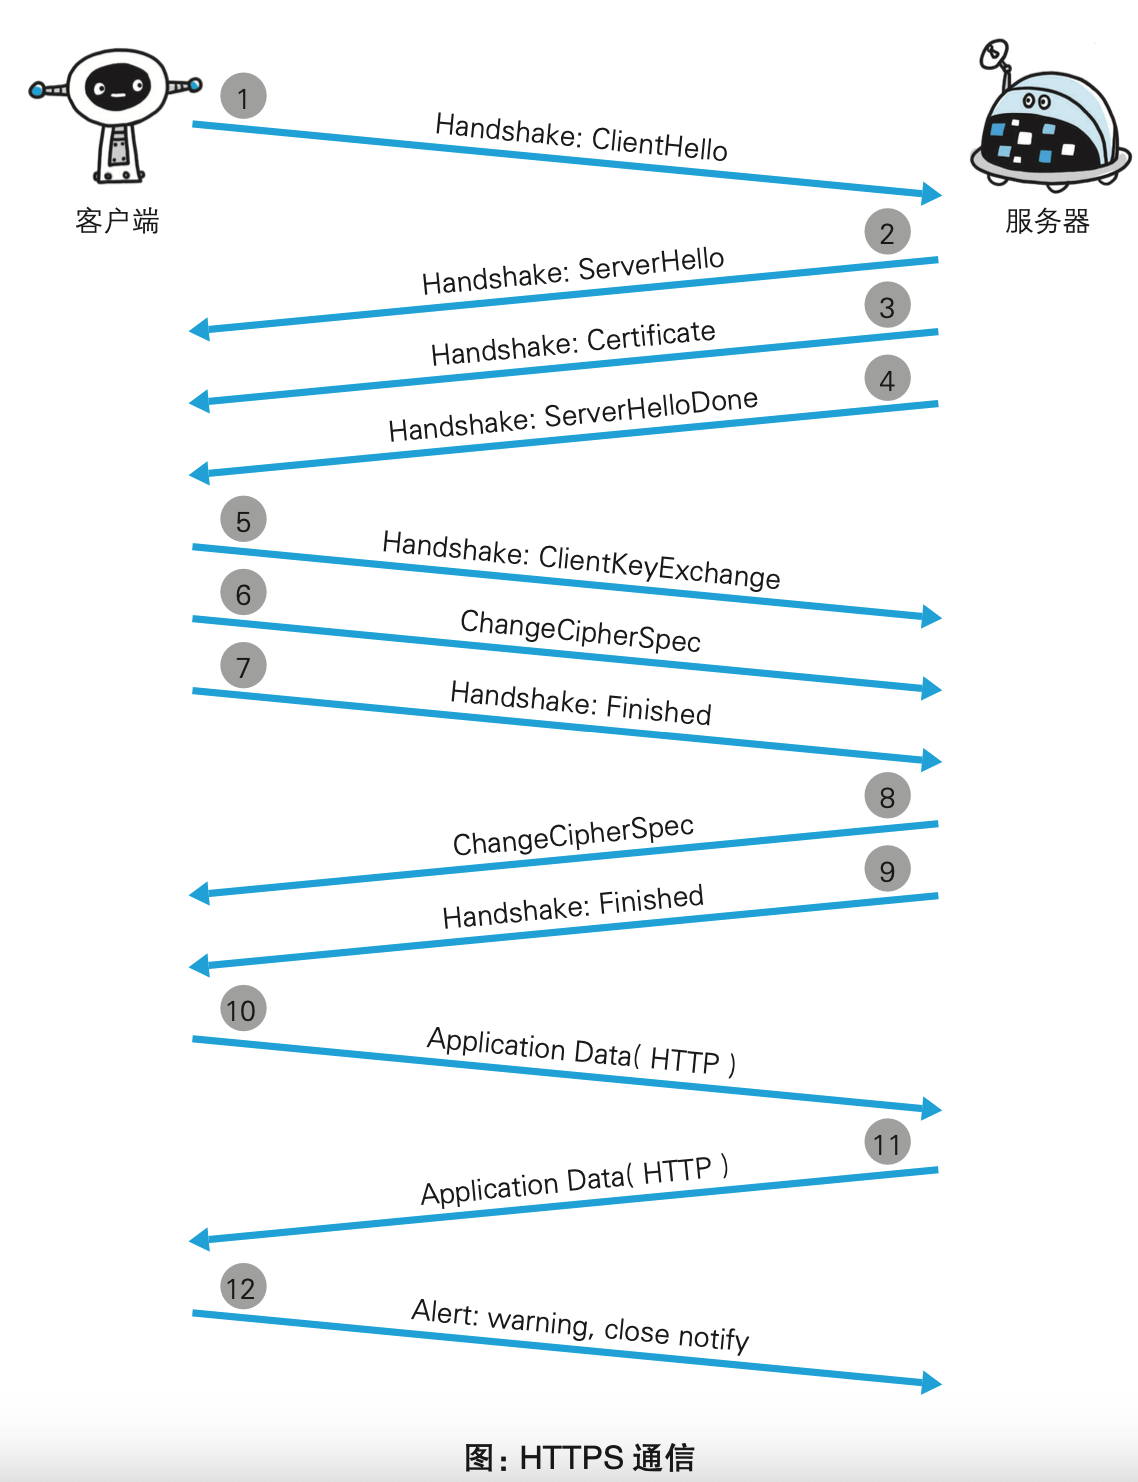 客户端
服务器
1
Handshake: ClientHello
2
Handshake: ServerHello
3
Handshake: Certificate
4
Handshake: ServerHelloDone
5
Handshake: ClientKeyExchange
6
ChangeCipherSpec
7
Handshake: Finished
8
ChangeCipherSpec
9
Handshake: Finished
10
Application Data( HTTP )
11
Application Data( HTTP )
12
Alert: warning, close notify
图：HTTPS 通信